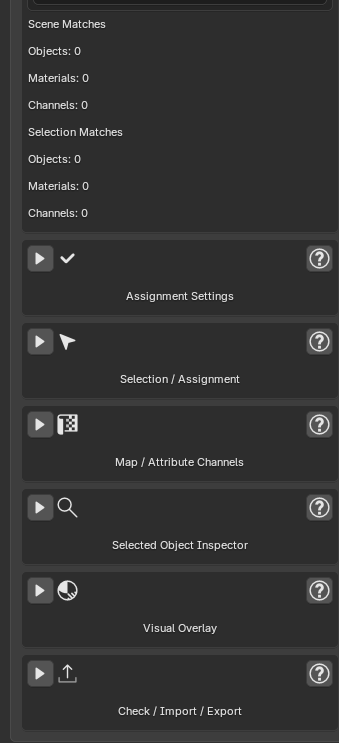 Scene Matches
Objects: 0
Materials: 0
Channels: 0
Selection Matches
Objects: 0
Materials: 0
Channels: 0
?
Assignment Settings
?
Selection / Assignment
?
Map / Attribute Channels
?
Selected Object Inspector
?
Visual Overlay
?
Check / Import / Export